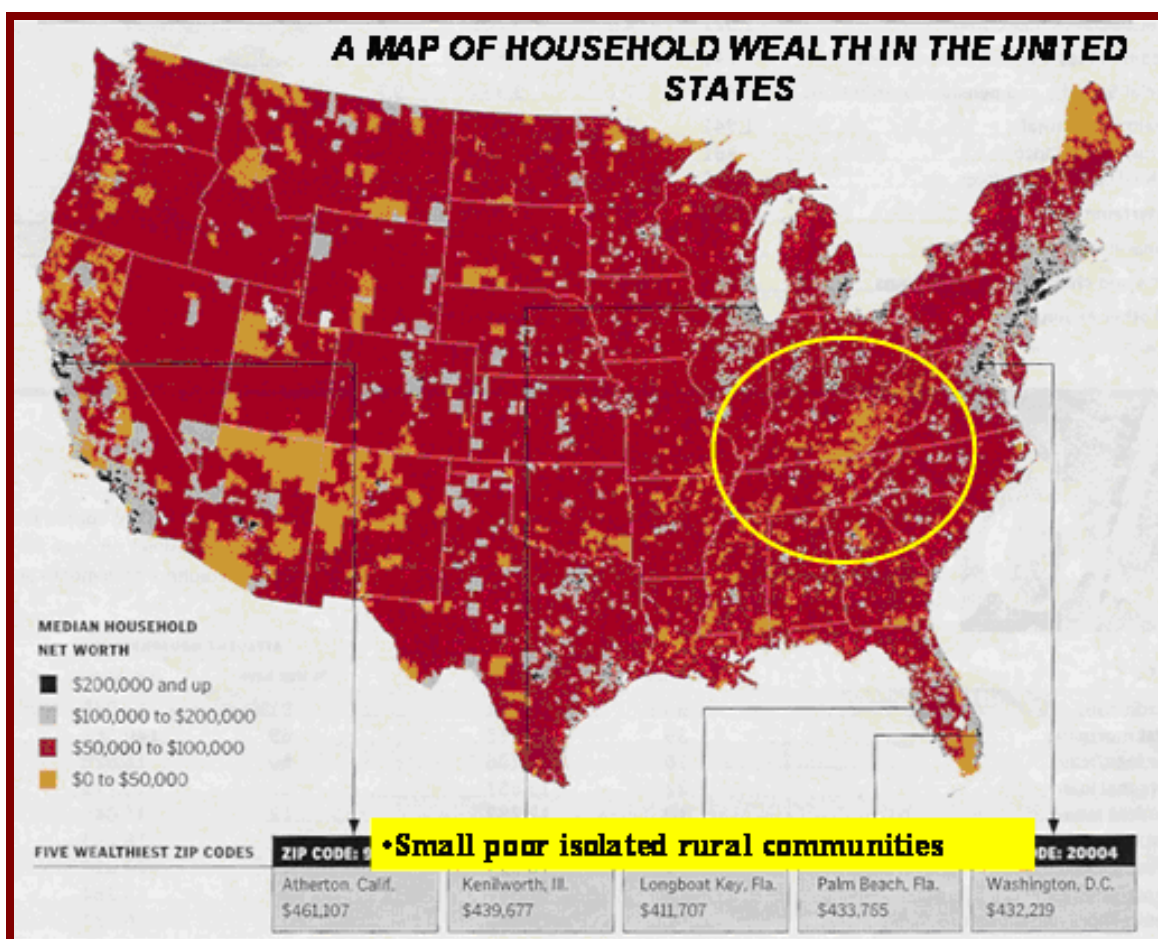 A MAP OF HOUSEHOLD WEALTH IN THE UNITED
STATES
MEDIAN HOUSEHOLD
NET WORTH
$200,000 and up
$100,000 to $200,000
$50,000 to $100,000
$0 to $50,000
FIVE WEALTHIEST ZIP CODES
ZIP CODE: 9
•Small poor isolated rural communities
DE: 20004
Atherton, Calif.
$461,107
Kenilworth, Ill.
$439,677
Longboat Key, Fla.
$411,707
Palm Beach, Fla.
$433,765
Washington, D.C.
$432,219